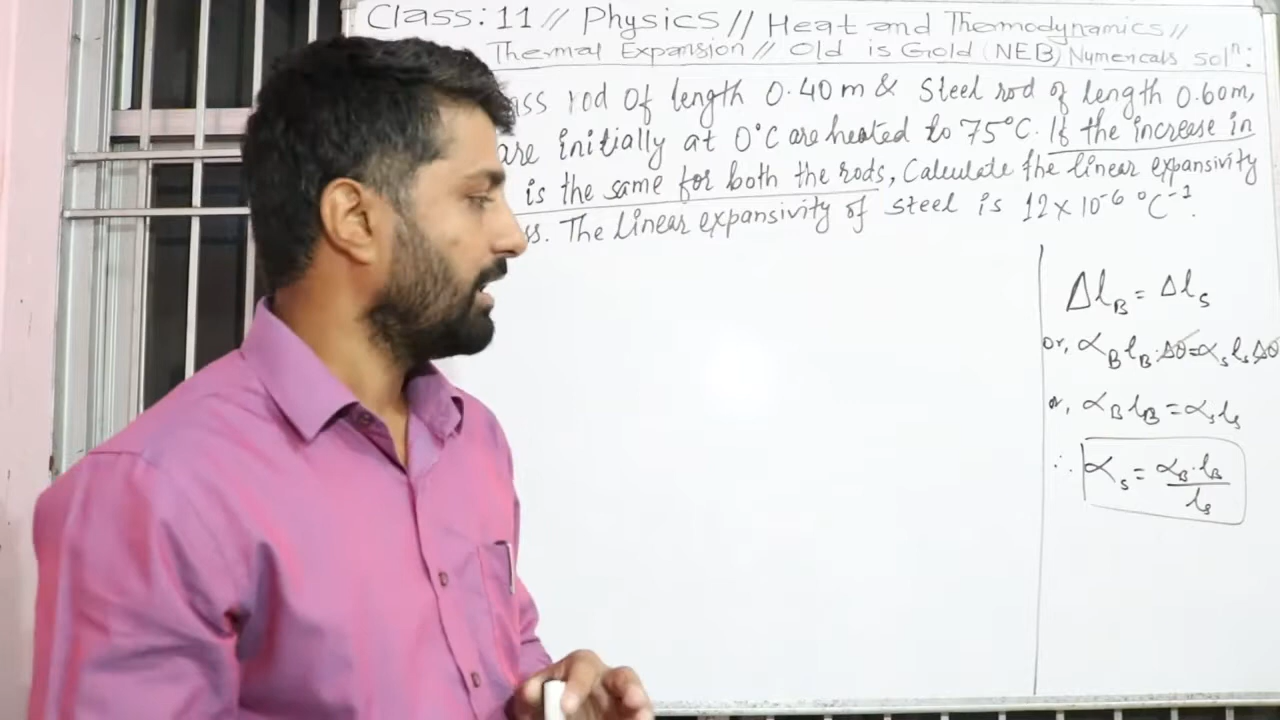 Class: 11 // Physics // Heat and Thermodynamics //
Thermal Expansion // Old is Gold (NEB) Numericals solⁿ:
ass rod of length 0.40 m & Steel rod of length 0.60m,
are initially at 0°C are heated to 75°C. If the increase in
is the same for both the rods, Calculate the linear expansivity
ss. The linear expansivity of steel is 12 x 10⁻⁶ °C⁻¹.
Δl_B = Δl_S
or, α_B l_B · Δθ = α_s l_s Δθ
or, α_B l_B = α_s l_s
∴ α_s = α_B · l_B / l_s